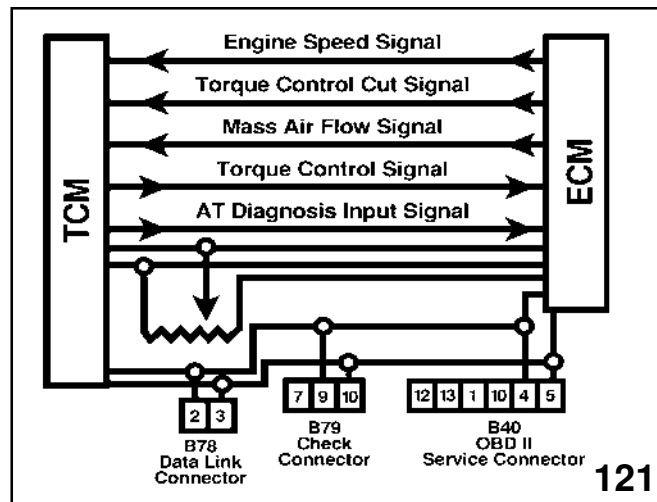 Engine Speed Signal
Torque Control Cut Signal
Mass Air Flow Signal
Torque Control Signal
AT Diagnosis Input Signal
TCM
ECM
2 3
7 9 10
12 13 1 10 4 5
B78
Data Link
Connector
B79
Check
Connector
B40
OBD II
Service Connector
121